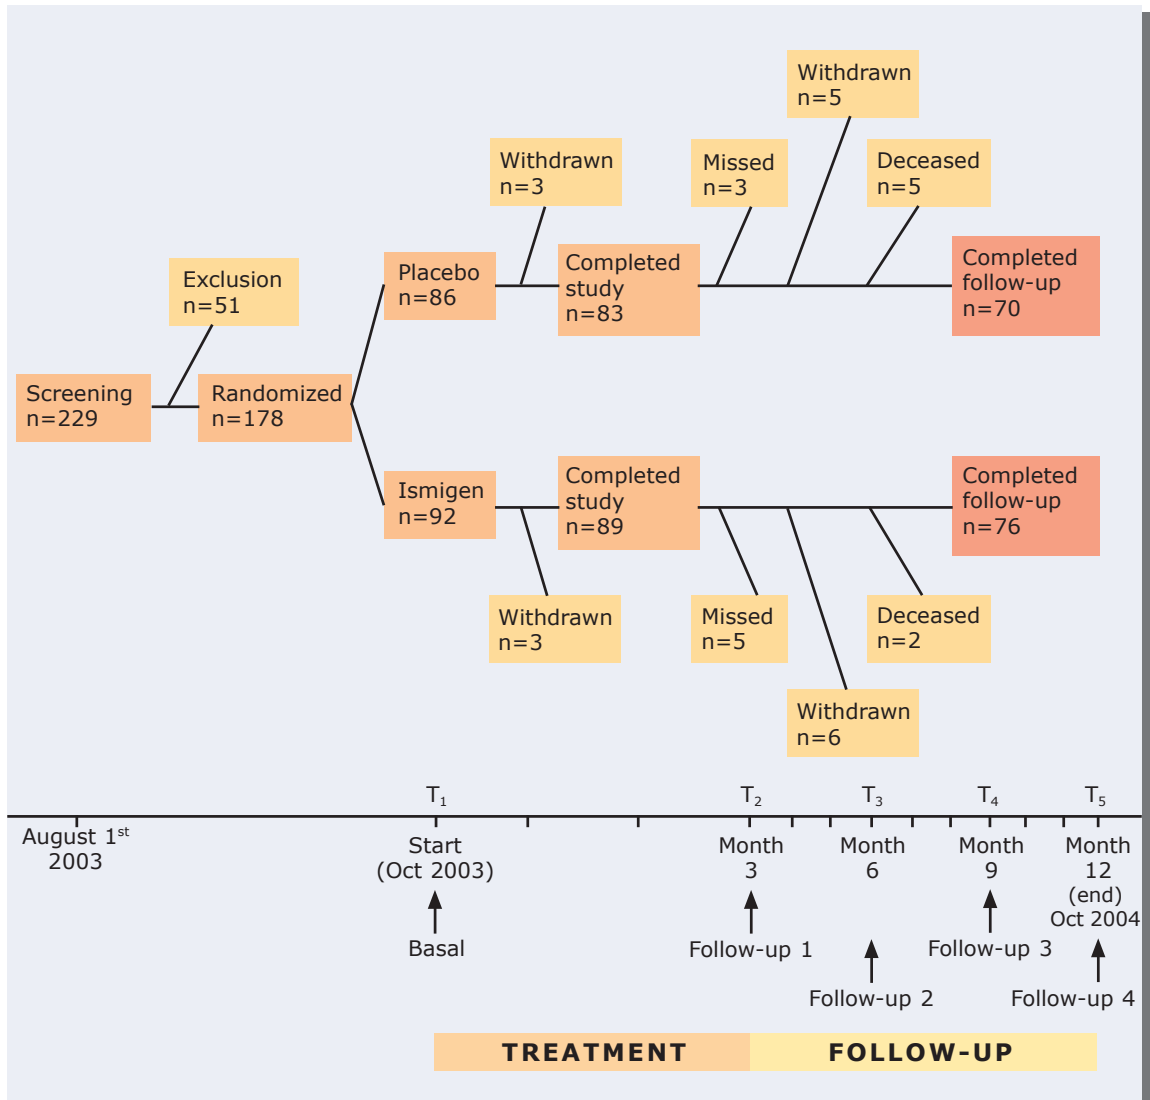 Withdrawn
n=5
Withdrawn
n=3
Missed
n=3
Deceased
n=5
Exclusion
n=51
Placebo
n=86
Completed
study
n=83
Completed
follow-up
n=70
Screening
n=229
Randomized
n=178
Ismigen
n=92
Completed
study
n=89
Completed
follow-up
n=76
Withdrawn
n=3
Missed
n=5
Deceased
n=2
Withdrawn
n=6
T1
T2
T3
T4
T5
August 1st
2003
Start
(Oct 2003)
Month
3
Month
6
Month
9
Month
12
(end)
Oct 2004
Basal
Follow-up 1
Follow-up 3
Follow-up 2
Follow-up 4
TREATMENT
FOLLOW-UP